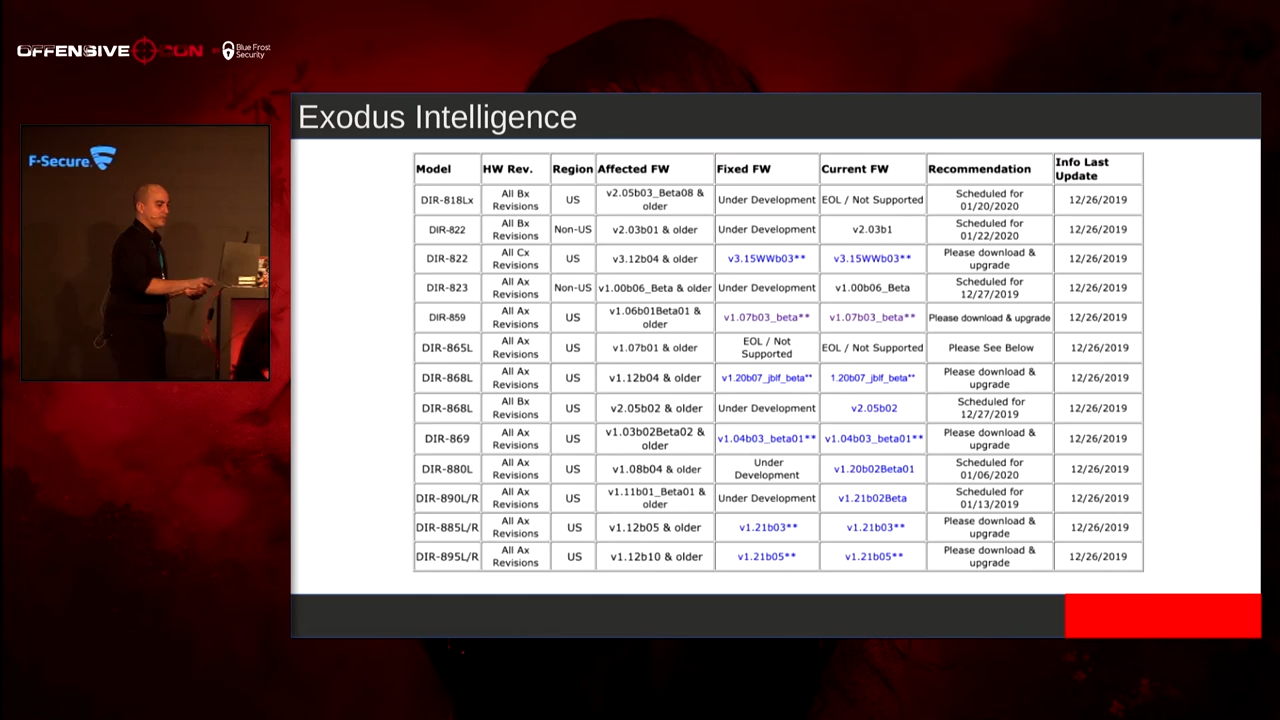 OFFENSIVE CON BY Blue Frost Security
F-Secure
Exodus Intelligence
Model HW Rev. Region Affected FW Fixed FW Current FW Recommendation Info Last Update
DIR-818Lx All Bx Revisions US v2.05b03_Beta08 & older Under Development EOL / Not Supported Scheduled for 01/20/2020 12/26/2019
DIR-822 All Bx Revisions Non-US v2.03b01 & older Under Development v2.03b1 Scheduled for 01/22/2020 12/26/2019
DIR-822 All Cx Revisions US v3.12b04 & older v3.15WWb03** v3.15WWb03** Please download & upgrade 12/26/2019
DIR-823 All Ax Revisions Non-US v1.00b06_Beta & older Under Development v1.00b06_Beta Scheduled for 12/27/2019 12/26/2019
DIR-859 All Ax Revisions US v1.06b01Beta01 & older v1.07b03_beta** v1.07b03_beta** Please download & upgrade 12/26/2019
DIR-865L All Ax Revisions US v1.07b01 & older EOL / Not Supported EOL / Not Supported Please See Below 12/26/2019
DIR-868L All Ax Revisions US v1.12b04 & older v1.20b07_jblf_beta** 1.20b07_jblf_beta** Please download & upgrade 12/26/2019
DIR-868L All Bx Revisions US v2.05b02 & older Under Development v2.05b02 Scheduled for 12/27/2019 12/26/2019
DIR-869 All Ax Revisions US v1.03b02Beta02 & older v1.04b03_beta01** v1.04b03_beta01** Please download & upgrade 12/26/2019
DIR-880L All Ax Revisions US v1.08b04 & older Under Development v1.20b02Beta01 Scheduled for 01/06/2020 12/26/2019
DIR-890L/R All Ax Revisions US v1.11b01_Beta01 & older Under Development v1.21b02Beta Scheduled for 01/13/2020 12/26/2019
DIR-885L/R All Ax Revisions US v1.12b05 & older v1.21b03** v1.21b03** Please download & upgrade 12/26/2019
DIR-895L/R All Ax Revisions US v1.12b10 & older v1.21b05** v1.21b05** Please download & upgrade 12/26/2019